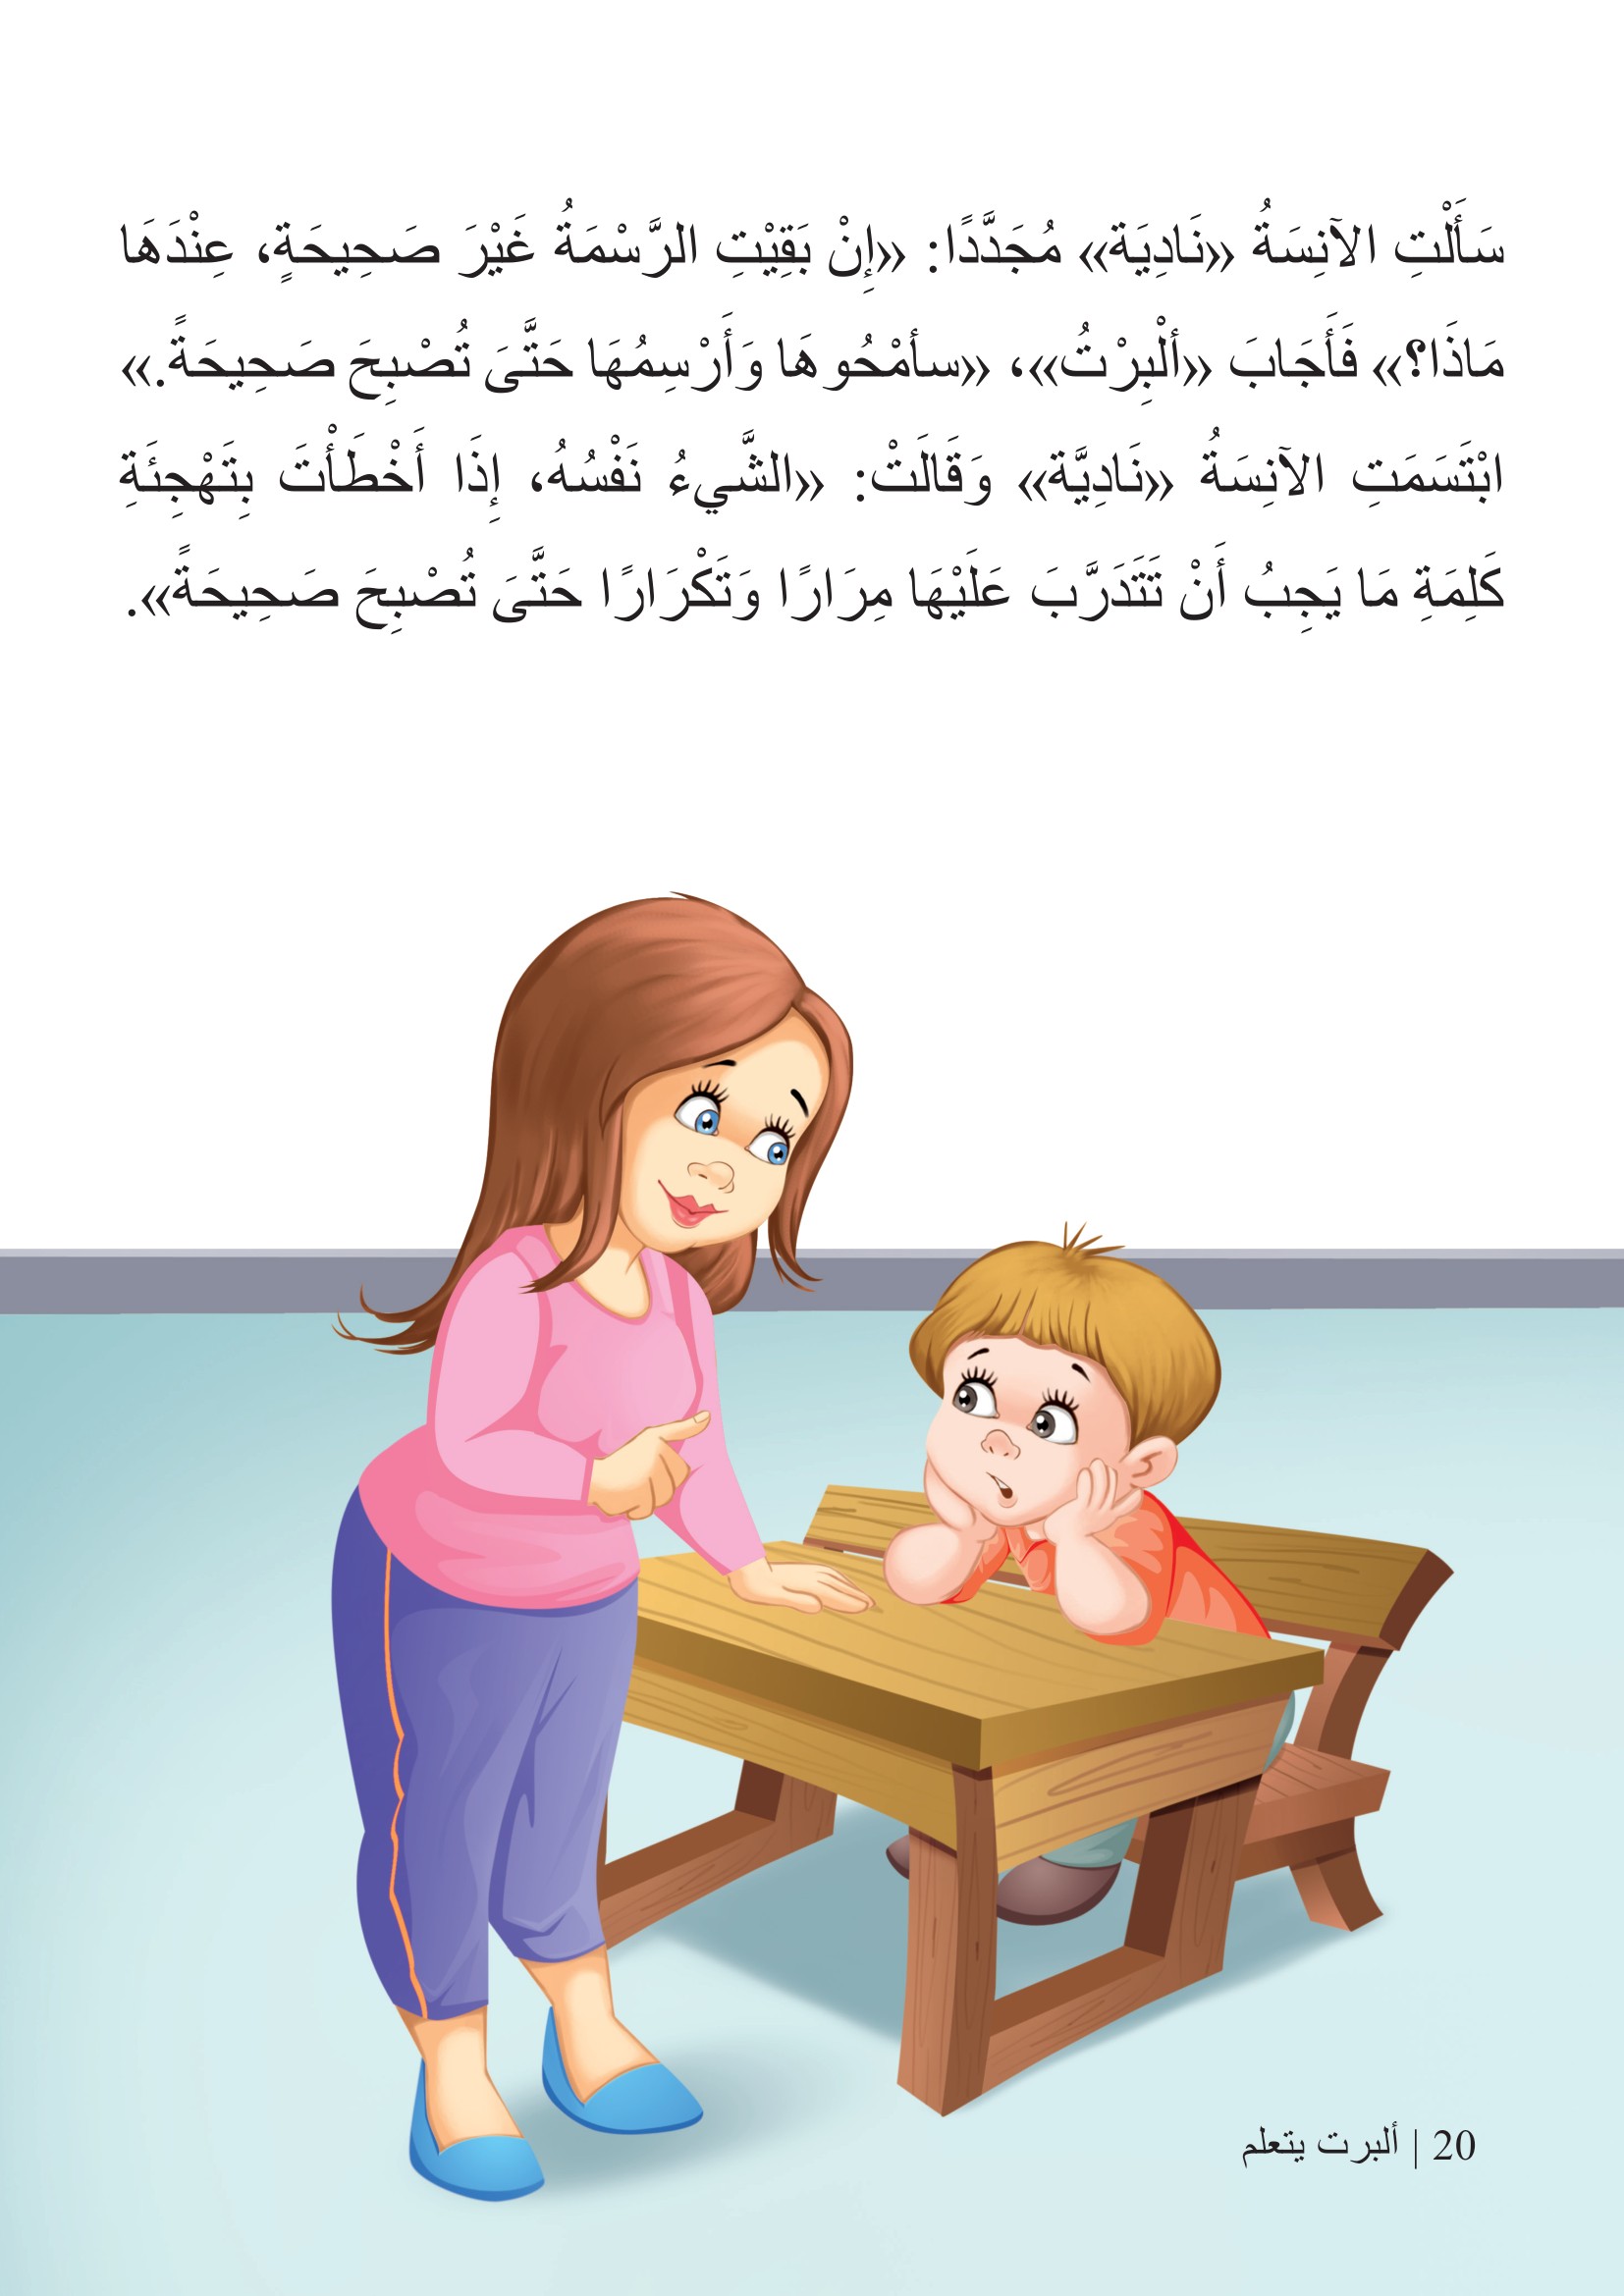 سَأَلْتِ الآنِسَةُ «نَادِيَة» مُجَدَّدًا: «إِنْ بَقِيْتِ الرَّسْمَةُ غَيْرَ صَحِيحَةٍ، عِنْدَهَا
مَاذَا؟» فَأَجَابَ «ألْبِرْتُ»، «سأمْحُوهَا وَأَرْسِمُهَا حَتَّىَ تُصْبِحَ صَحِيحَةً.»
ابْتَسَمَتِ الآنِسَةُ «نَادِيَّة» وَقَالَتْ: «الشَّيءُ نَفْسُهُ، إِذَا أَخْطَأْتَ بِتَهْجِئَةِ
كَلِمَةِ مَا يَجِبُ أَنْ تَتَدَرَّبَ عَلَيْهَا مِرَارًا وَتَكْرَارًا حَتَّىَ تُصْبِحَ صَحِيحَةً».
20 | ألبرت يتعلم